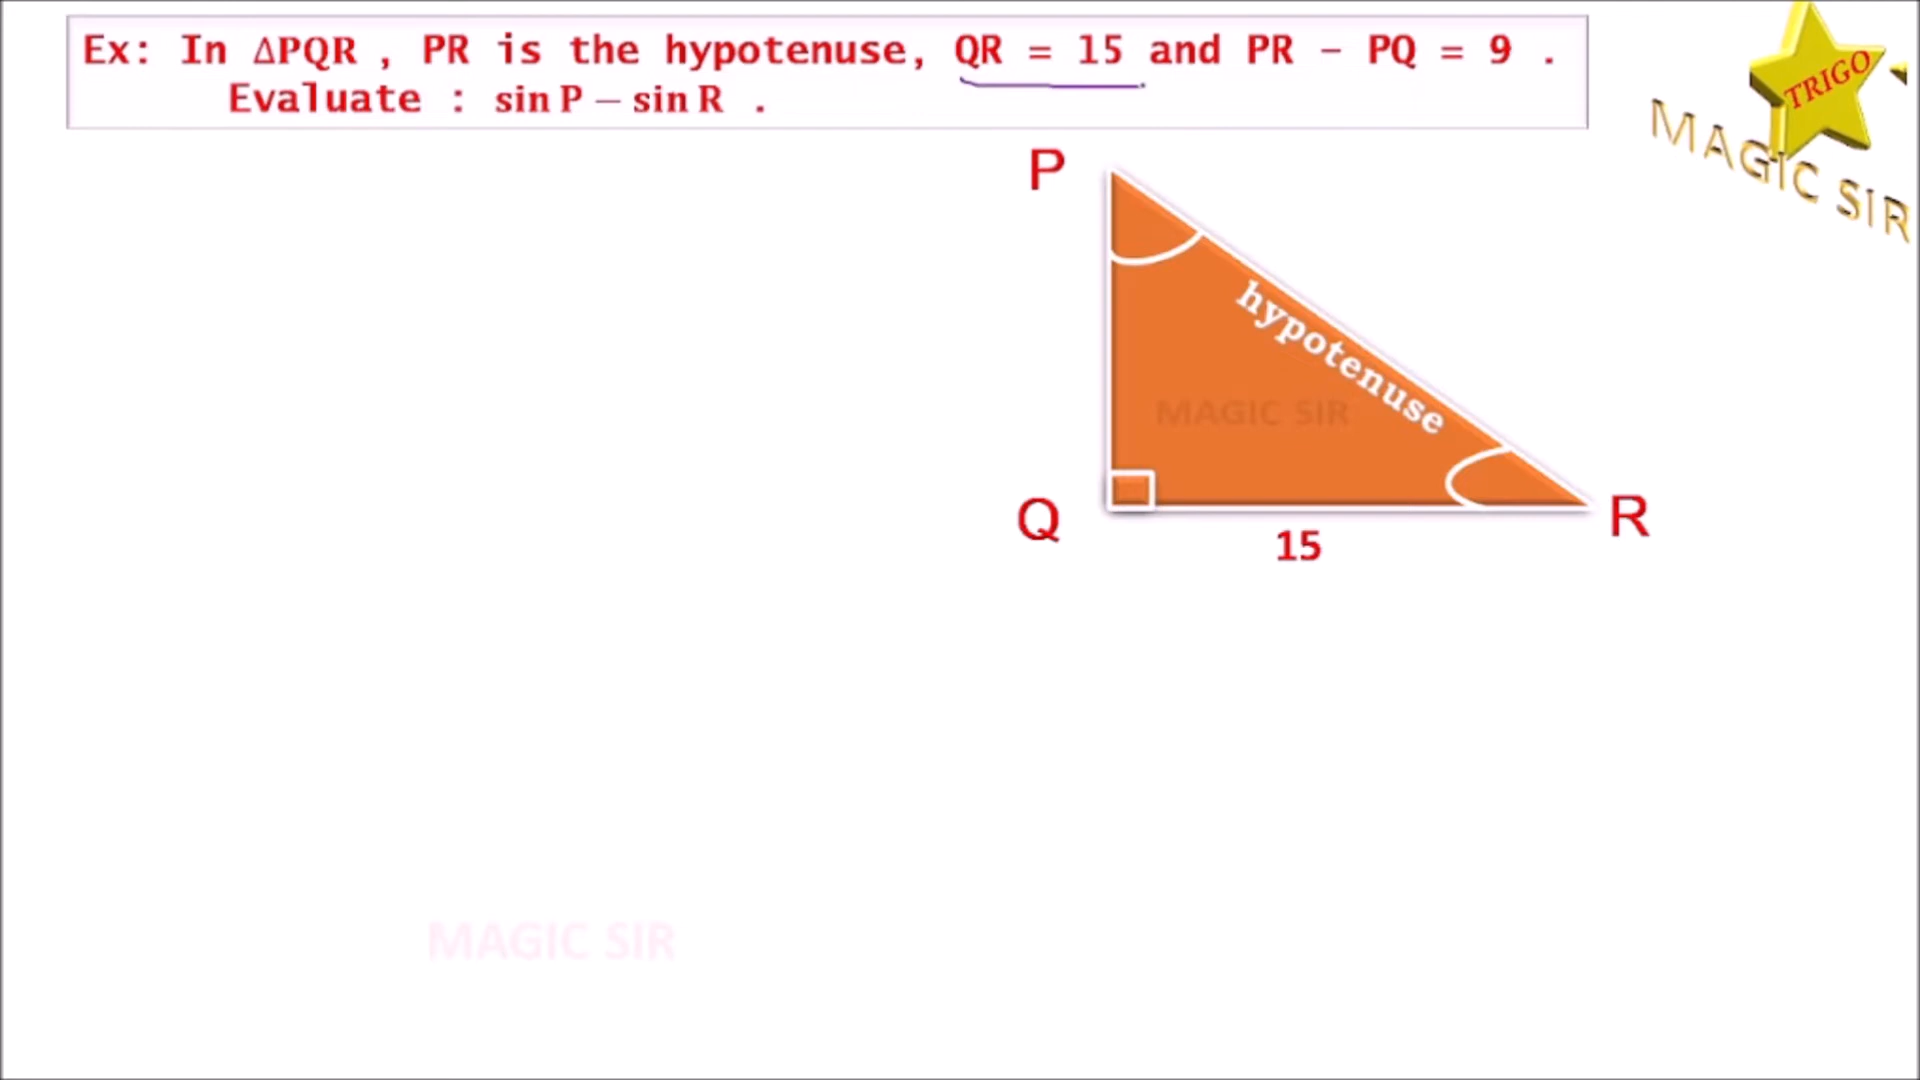 Ex: In ΔPQR , PR is the hypotenuse, QR = 15 and PR - PQ = 9 .
Evaluate : sin P – sin R .
TRIGO
MAGIC SIR
P
hypotenuse
MAGIC SIR
Q
R
15
MAGIC SIR